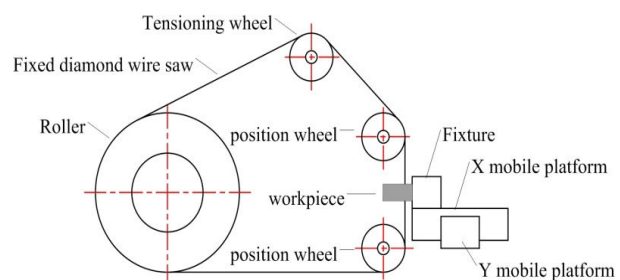 Tensioning wheel
Fixed diamond wire saw
Roller
position wheel
Fixture
X mobile platform
workpiece
position wheel
Y mobile platform